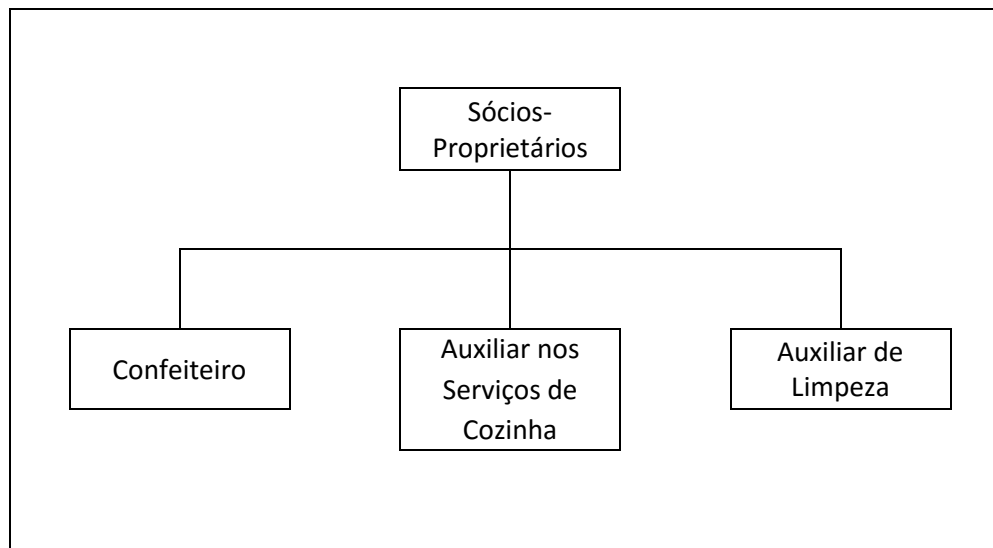 Sócios-
Proprietários
Confeiteiro
Auxiliar nos
Serviços de
Cozinha
Auxiliar de
Limpeza